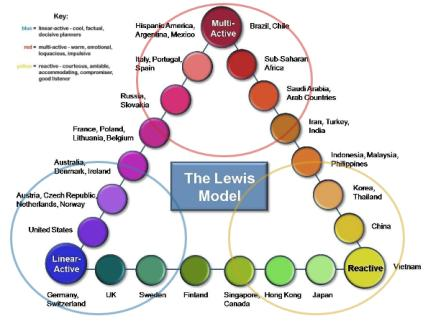 Key:
blue = linear-active - cool, factual,
decisive planners
red = multi-active - warm, emotional,
loquacious, impulsive
yellow = reactive - courteous, amiable,
accommodating, compromiser,
good listener
Hispanic America,
Argentina, Mexico
Multi-
Active
Brazil, Chile
Italy, Portugal,
Spain
Sub-Saharan
Africa
Russia,
Slovakia
Saudi Arabia,
Arab Countries
France, Poland,
Lithuania, Belgium
Iran, Turkey,
India
Australia,
Denmark, Ireland
Indonesia, Malaysia,
Philippines
The Lewis
Model
Austria, Czech Republic,
Netherlands, Norway
Korea,
Thailand
United States
China
Linear-
Active
Reactive
Vietnam
Germany,
Switzerland
UK
Sweden
Finland
Singapore,
Canada
Hong Kong
Japan